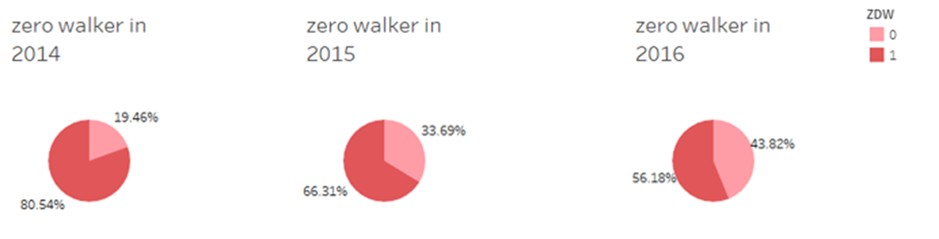 zero walker in
2014
19.46%
80.54%
zero walker in
2015
33.69%
66.31%
zero walker in
2016
43.82%
56.18%
ZDW
0
1